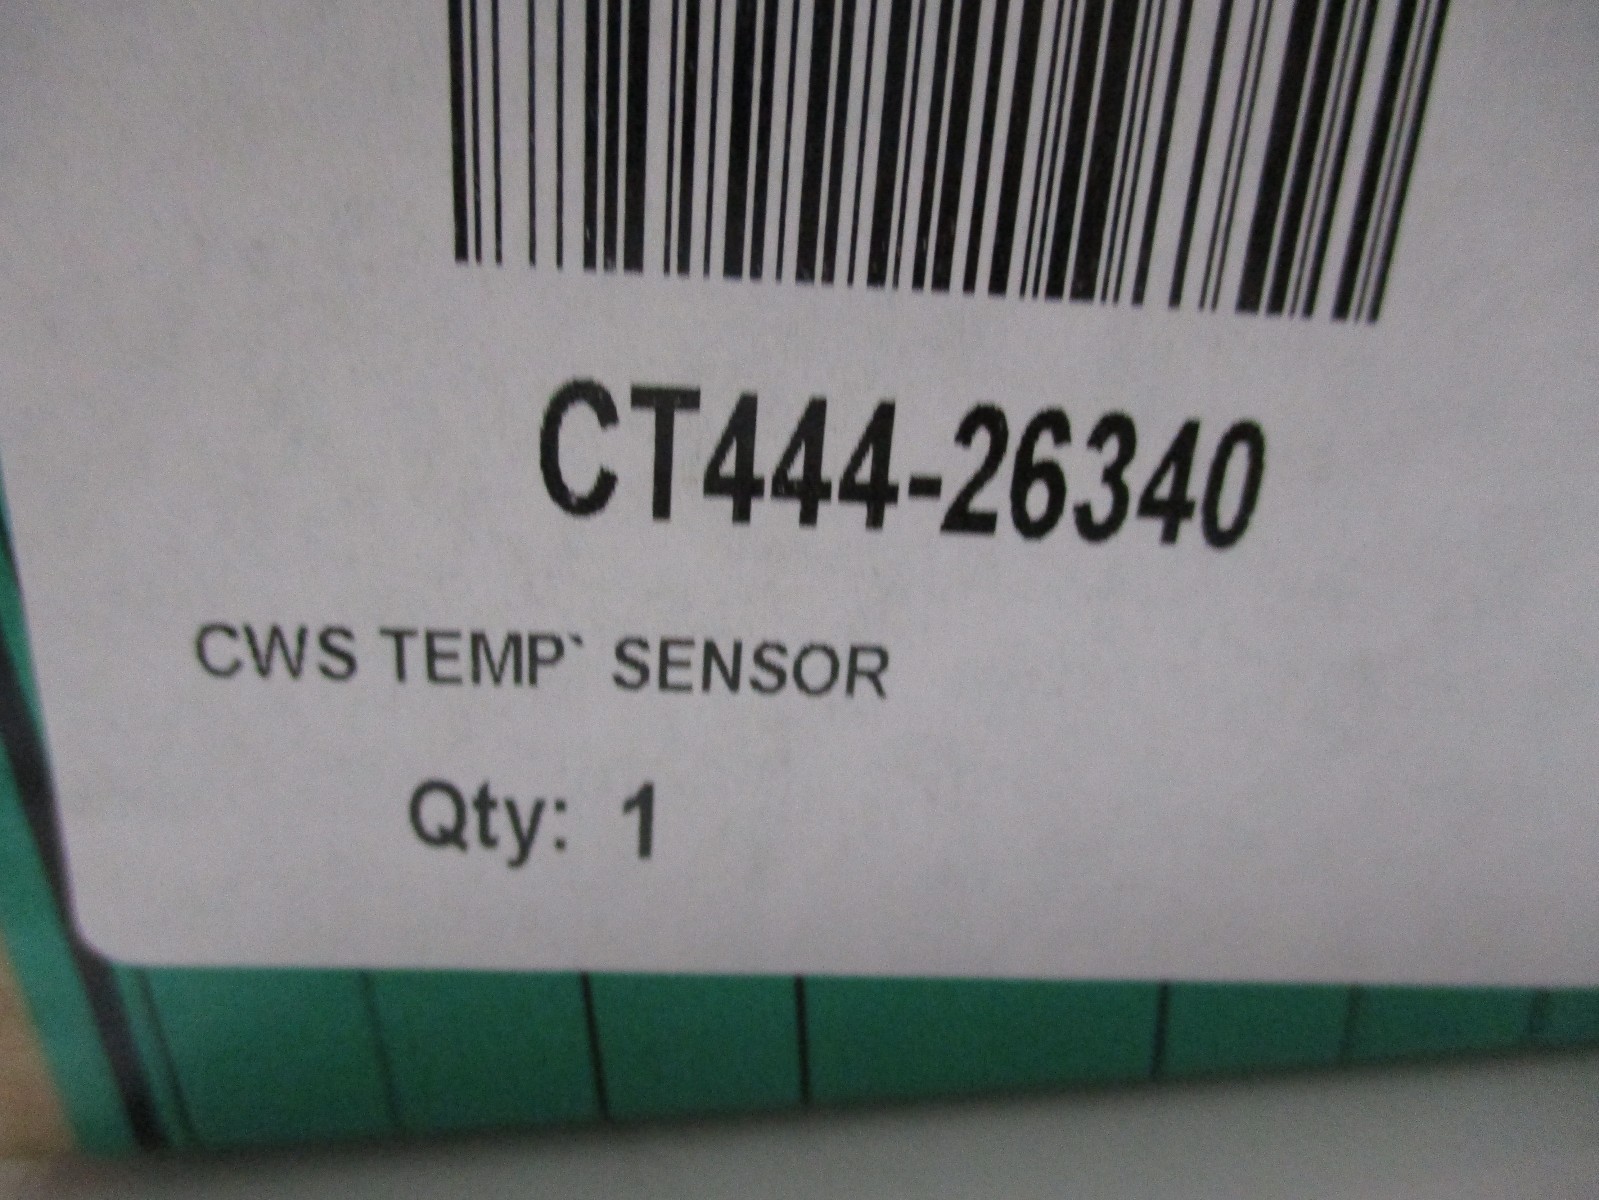 CT444-26340
CWS TEMP` SENSOR
Qty: 1